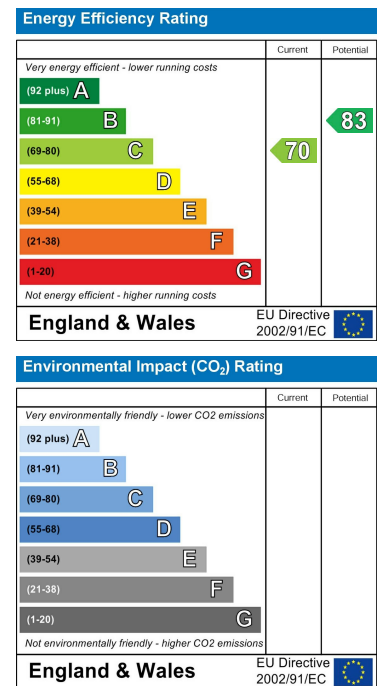 Energy Efficiency Rating
Current Potential
Very energy efficient - lower running costs
(92 plus) A
(81-91) B
83
(69-80) C
70
(55-68) D
(39-54) E
(21-38) F
(1-20) G
Not energy efficient - higher running costs
England & Wales
EU Directive
2002/91/EC
Environmental Impact (CO₂) Rating
Current Potential
Very environmentally friendly - lower CO2 emissions
(92 plus) A
(81-91) B
(69-80) C
(55-68) D
(39-54) E
(21-38) F
(1-20) G
Not environmentally friendly - higher CO2 emissions
England & Wales
EU Directive
2002/91/EC